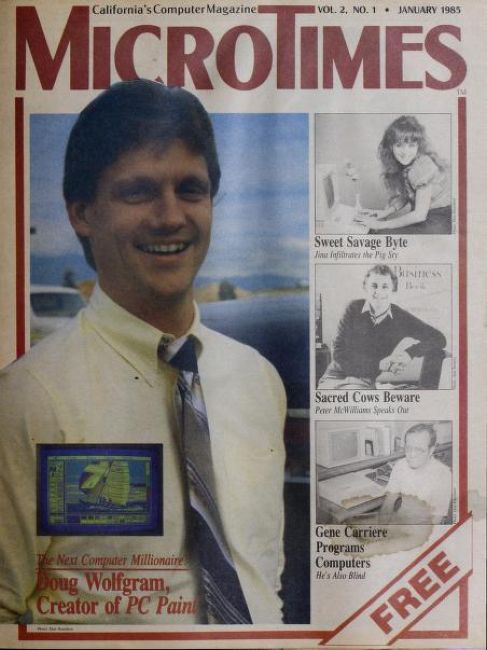 California's Computer Magazine
VOL. 2, NO. 1 • JANUARY 1985
MICROTIMES
TM
Sweet Savage Byte
Jina Infiltrates the Pig Sty
BUSINESS
Book
Sacred Cows Beware
Peter McWilliams Speaks Out
Gene Carriere
Programs
Computers
He's Also Blind
The Next Computer Millionaire?
Doug Wolfgram,
Creator of PC Paint
FREE